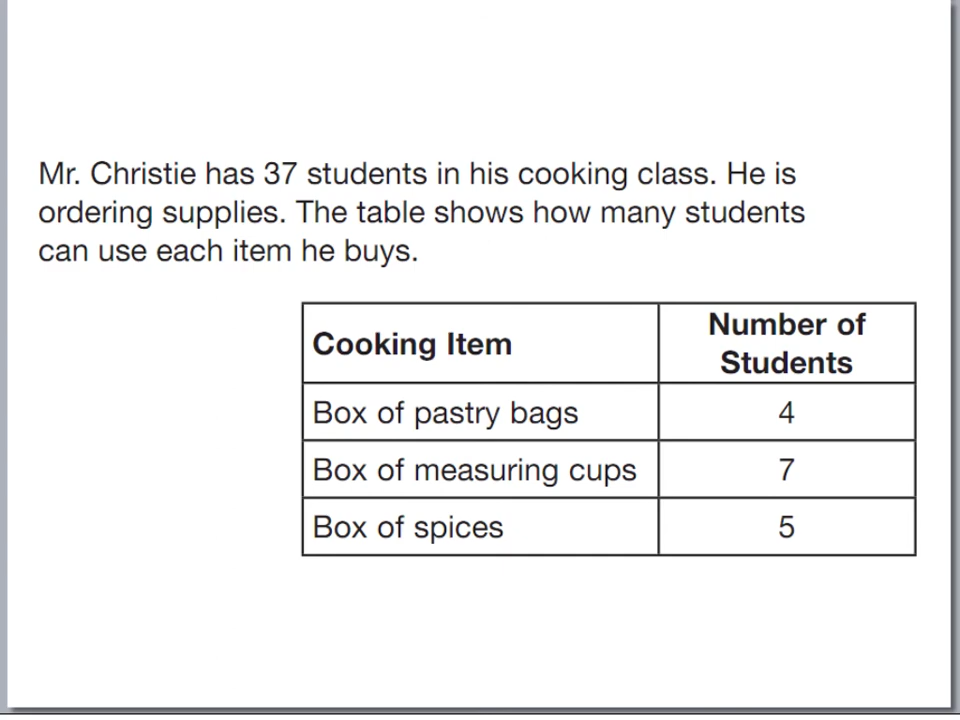 Mr. Christie has 37 students in his cooking class. He is
ordering supplies. The table shows how many students
can use each item he buys.
Cooking Item Number of Students
Box of pastry bags 4
Box of measuring cups 7
Box of spices 5